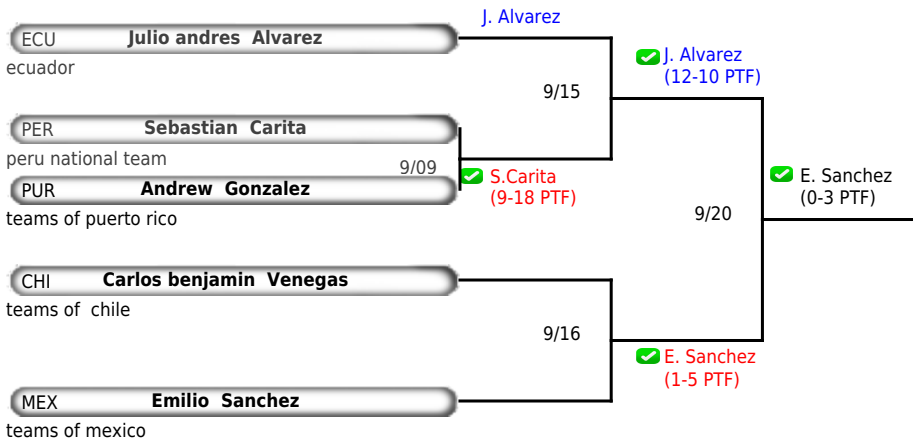 J. Alvarez
ECU Julio andres Alvarez
ecuador
J. Alvarez
(12-10 PTF)
9/15
PER Sebastian Carita
peru national team
9/09
S.Carita
(9-18 PTF)
PUR Andrew Gonzalez
teams of puerto rico
E. Sanchez
(0-3 PTF)
9/20
CHI Carlos benjamin Venegas
teams of chile
9/16
E. Sanchez
(1-5 PTF)
MEX Emilio Sanchez
teams of mexico